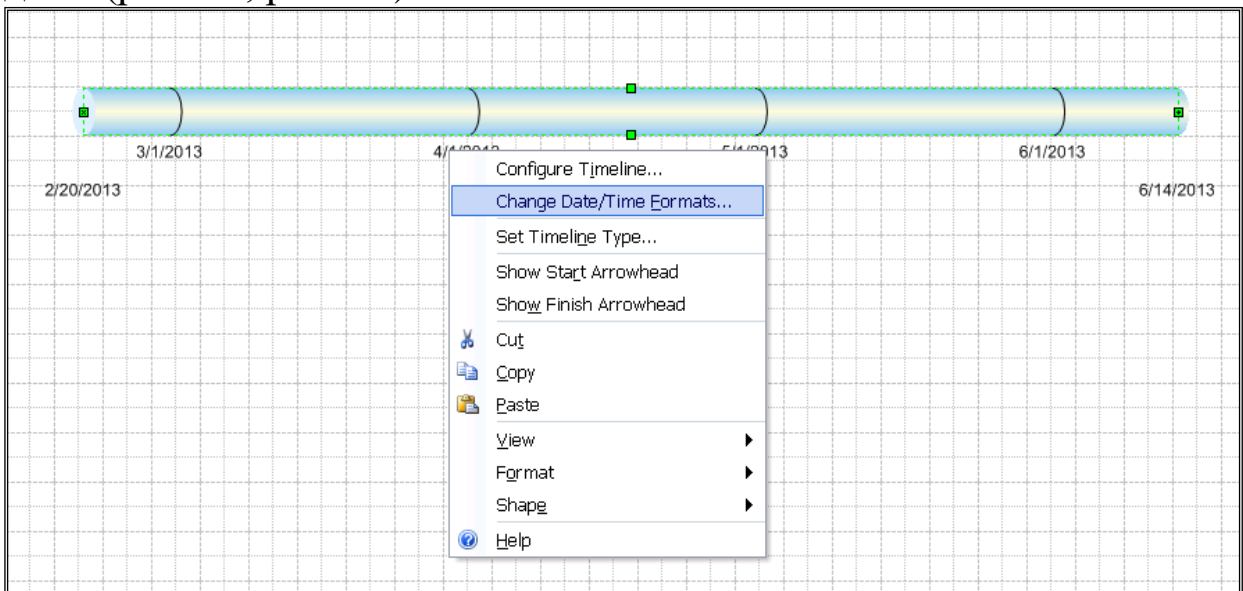 3/1/2013
6/1/2013
2/20/2013
6/14/2013
Configure Timeline...
Change Date/Time Formats...
Set Timeline Type...
Show Start Arrowhead
Show Finish Arrowhead
Cut
Copy
Paste
View
Format
Shape
Help